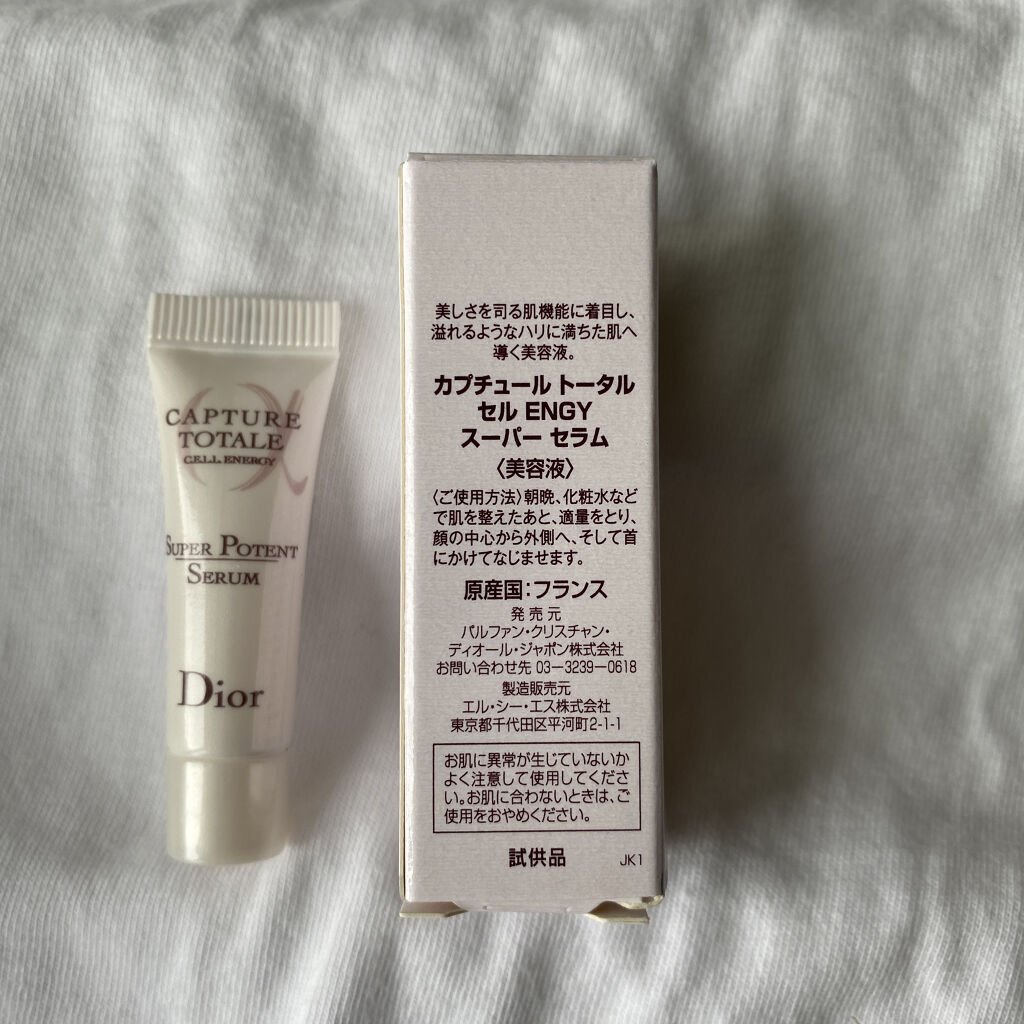 CAPTURE
TOTALE
C.E.L.L. ENERGY
SUPER POTENT
SERUM
Dior
美しさを司る肌機能に着目し、
溢れるようなハリに満ちた肌へ
導く美容液。
カプチュール トータル
セル ENGY
スーパー セラム
〈美容液〉
〈ご使用方法〉朝晩、化粧水など
で肌を整えたあと、適量をとり、
顔の中心から外側へ、そして首
にかけてなじませます。
原産国：フランス
発売元
パルファン・クリスチャン・
ディオール・ジャポン株式会社
お問い合わせ先 03ー3239ー0618
製造販売元
エル・シー・エス株式会社
東京都千代田区平河町2-1-1
お肌に異常が生じていないか
よく注意して使用してくださ
い。お肌に合わないときは、ご
使用をおやめください。
試供品
JK1